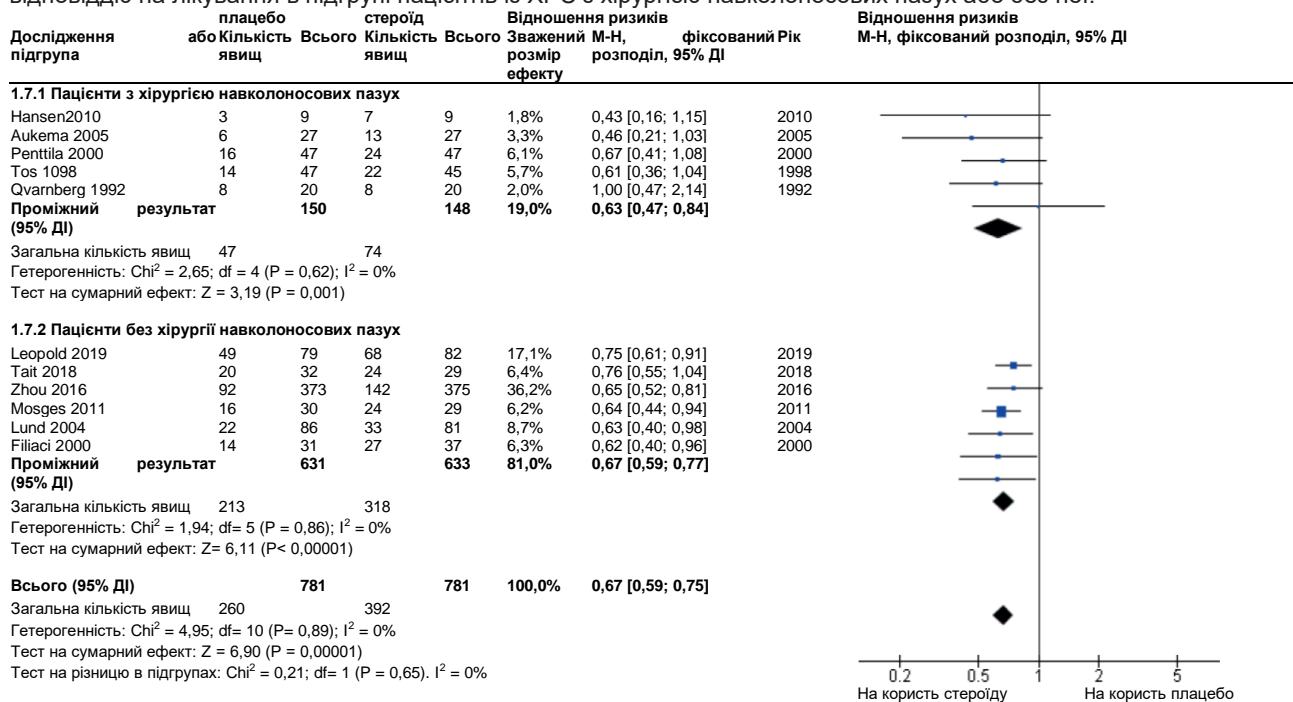 плацебо стероїд Відношення ризиків Відношення ризиків
Дослідження або Кількість Всього Кількість Всього Зважений М-Н, фіксований Рік М-Н, фіксований розподіл, 95% ДІ
підгрупа явищ явищ розмір розподіл, 95% ДІ
ефекту
1.7.1 Пацієнти з хірургією навколоносових пазух
Hansen2010 3 9 7 9 1,8% 0,43 [0,16; 1,15] 2010
Aukema 2005 6 27 13 27 3,3% 0,46 [0,21; 1,03] 2005
Penttila 2000 16 47 24 47 6,1% 0,67 [0,41; 1,08] 2000
Tos 1098 14 47 22 45 5,7% 0,61 [0,36; 1,04] 1998
Qvarnberg 1992 8 20 8 20 2,0% 1,00 [0,47; 2,14] 1992
Проміжний результат 150 148 19,0% 0,63 [0,47; 0,84]
(95% ДІ)
Загальна кількість явищ 47 74
Гетерогенність: Chi² = 2,65; df = 4 (P = 0,62); I² = 0%
Тест на сумарний ефект: Z = 3,19 (P = 0,001)
1.7.2 Пацієнти без хірургії навколоносових пазух
Leopold 2019 49 79 68 82 17,1% 0,75 [0,61; 0,91] 2019
Tait 2018 20 32 24 29 6,4% 0,76 [0,55; 1,04] 2018
Zhou 2016 92 373 142 375 36,2% 0,65 [0,52; 0,81] 2016
Mosges 2011 16 30 24 29 6,2% 0,64 [0,44; 0,94] 2011
Lund 2004 22 86 33 81 8,7% 0,63 [0,40; 0,98] 2004
Filiaci 2000 14 31 27 37 6,3% 0,62 [0,40; 0,96] 2000
Проміжний результат 631 633 81,0% 0,67 [0,59; 0,77]
(95% ДІ)
Загальна кількість явищ 213 318
Гетерогенність: Chi² = 1,94; df= 5 (P = 0,86); I² = 0%
Тест на сумарний ефект: Z= 6,11 (P< 0,00001)
Всього (95% ДІ) 781 781 100,0% 0,67 [0,59; 0,75]
Загальна кількість явищ 260 392
Гетерогенність: Chi² = 4,95; df= 10 (P= 0,89); I² = 0%
Тест на сумарний ефект: Z = 6,90 (P = 0,00001)
Тест на різницю в підгрупах: Chi² = 0,21; df= 1 (P = 0,65). I² = 0%
0.2 0.5 1 2 5
На користь стероїду На користь плацебо